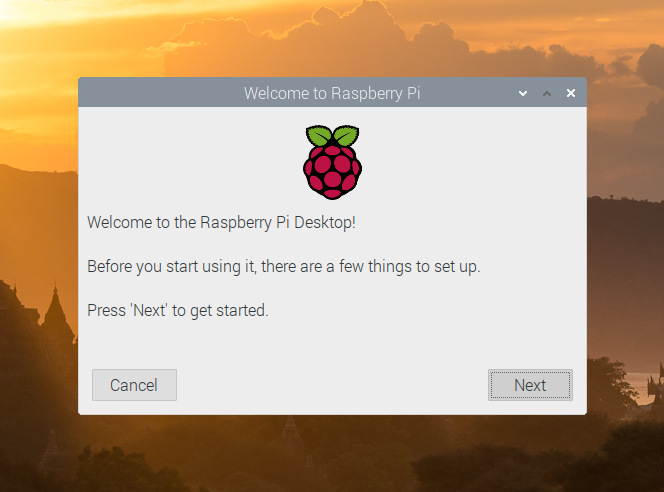 Welcome to Raspberry Pi
Welcome to the Raspberry Pi Desktop!
Before you start using it, there are a few things to set up.
Press 'Next' to get started.
Cancel
Next